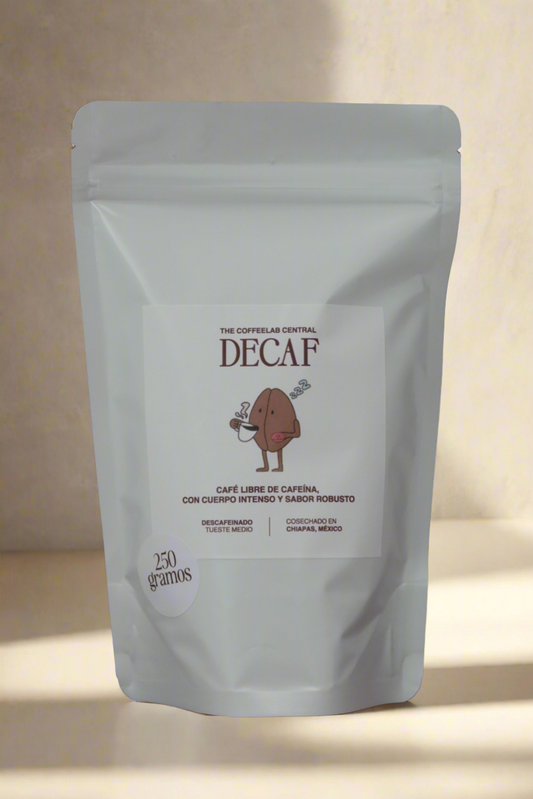 THE COFFEELAB CENTRAL
DECAF
zzz
CAFÉ LIBRE DE CAFEÍNA,
CON CUERPO INTENSO Y SABOR ROBUSTO
DESCAFEINADO
TUESTE MEDIO
COSECHADO EN
CHIAPAS, MÉXICO
250
gramos